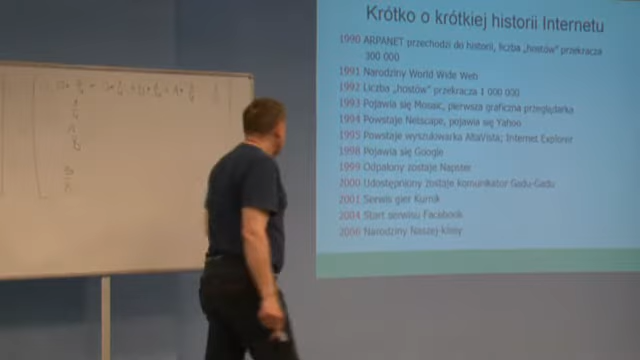 Krótko o krótkiej historii Internetu
1990 ARPANET przechodzi do historii, liczba „hostów” przekracza
300 000
1991 Narodziny World Wide Web
1992 Liczba „hostów” przekracza 1 000 000
1993 Pojawia się Mosaic, pierwsza graficzna przeglądarka
1994 Powstaje Netscape, pojawia się Yahoo
1995 Powstaje wyszukiwarka AltaVista; Internet Explorer
1998 Pojawia się Google
1999 Odpalony zostaje Napster
2000 Udostępniony zostaje komunikator Gadu-Gadu
2001 Serwis gier Kurnik
2004 Start serwisu Facebook
2006 Narodziny Naszej-klasy